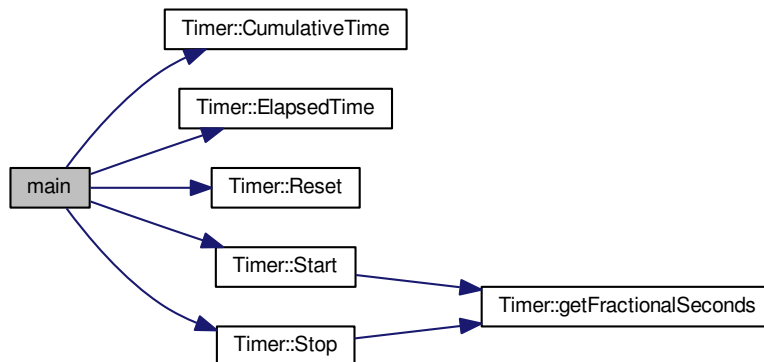 Timer::CumulativeTime
Timer::ElapsedTime
main
Timer::Reset
Timer::Start
Timer::getFractionalSeconds
Timer::Stop